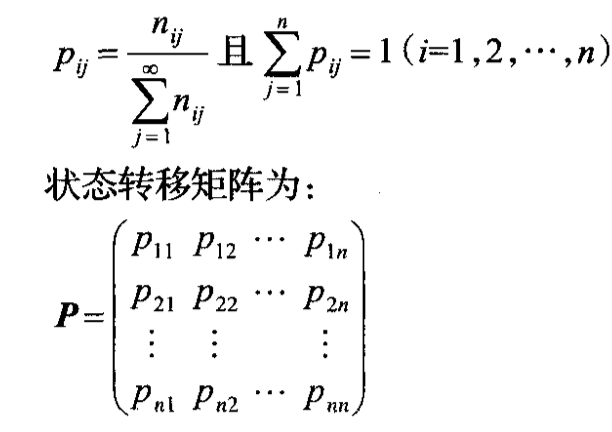 p_{ij} = \frac{n_{ij}}{\sum_{j=1}^{\infty} n_{ij}} 且 \sum_{j=1}^{n} p_{ij} = 1 (i=1,2,⋯,n)
状态转移矩阵为：
P = \begin{pmatrix} p_{11} & p_{12} & \cdots & p_{1n} \\ p_{21} & p_{22} & \cdots & p_{2n} \\ \vdots & \vdots & & \vdots \\ p_{n1} & p_{n2} & \cdots & p_{nn} \end{pmatrix}